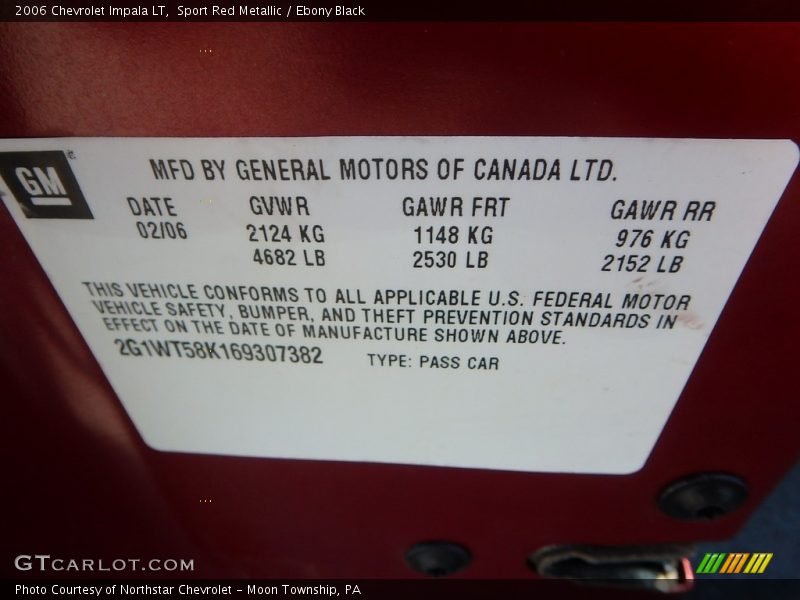 2006 Chevrolet Impala LT, Sport Red Metallic / Ebony Black
GM
MFD BY GENERAL MOTORS OF CANADA LTD.
DATE GVWR GAWR FRT GAWR RR
02/06 2124 KG 1148 KG 976 KG
4682 LB 2530 LB 2152 LB
THIS VEHICLE CONFORMS TO ALL APPLICABLE U.S. FEDERAL MOTOR
VEHICLE SAFETY, BUMPER, AND THEFT PREVENTION STANDARDS IN
EFFECT ON THE DATE OF MANUFACTURE SHOWN ABOVE.
2G1WT58K169307382 TYPE: PASS CAR
GTCARLOT.COM
Photo Courtesy of Northstar Chevrolet - Moon Township, PA